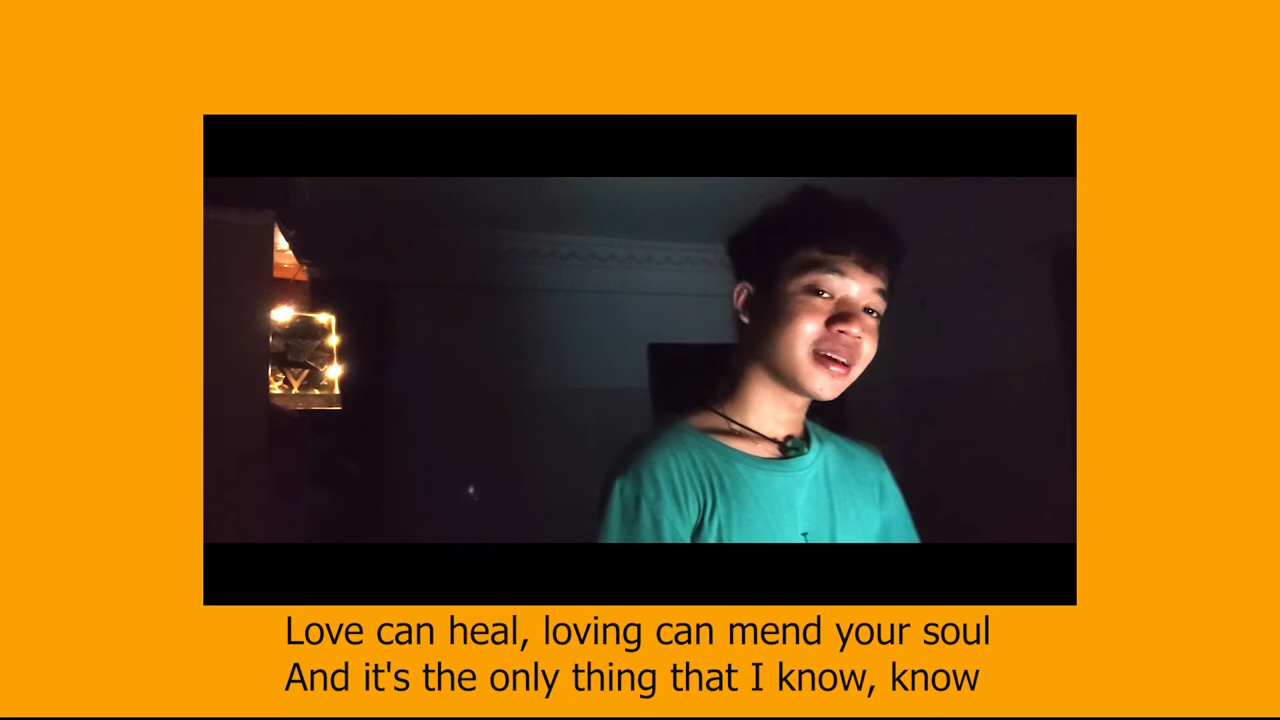 Love can heal, loving can mend your soul
And it's the only thing that I know, know